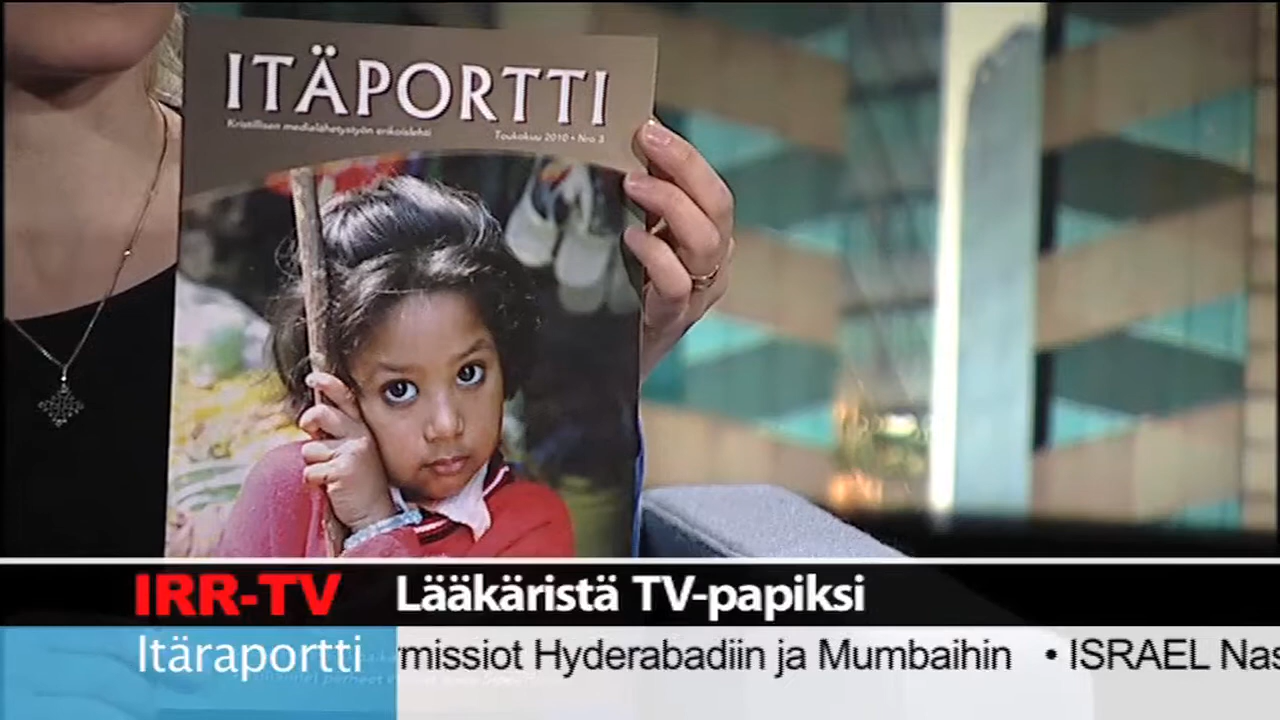 ITÄPORTTI
Kristillisen medialähetystyön erikoislehti
Toukokuu 2010 • Nro 3
IRR-TV Lääkäristä TV-papiksi
Itäraportti
missiot Hyderabadiin ja Mumbaihin • ISRAEL Nas